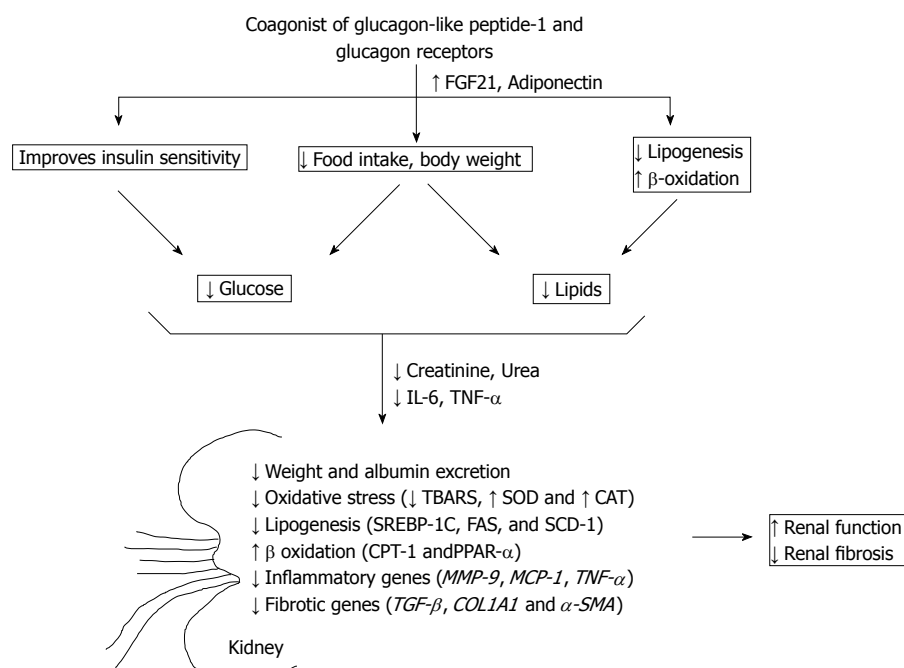 Coagonist of glucagon-like peptide-1 and
glucagon receptors
↑ FGF21, Adiponectin
Improves insulin sensitivity
↓ Food intake, body weight
↓ Lipogenesis
↑ β-oxidation
↓ Glucose
↓ Lipids
↓ Creatinine, Urea
↓ IL-6, TNF-α
↓ Weight and albumin excretion
↓ Oxidative stress (↓ TBARS, ↑ SOD and ↑ CAT)
↓ Lipogenesis (SREBP-1C, FAS, and SCD-1)
↑ β oxidation (CPT-1 andPPAR-α)
↓ Inflammatory genes (MMP-9, MCP-1, TNF-α)
↓ Fibrotic genes (TGF-β, COL1A1 and α-SMA)
Kidney
↑ Renal function
↓ Renal fibrosis